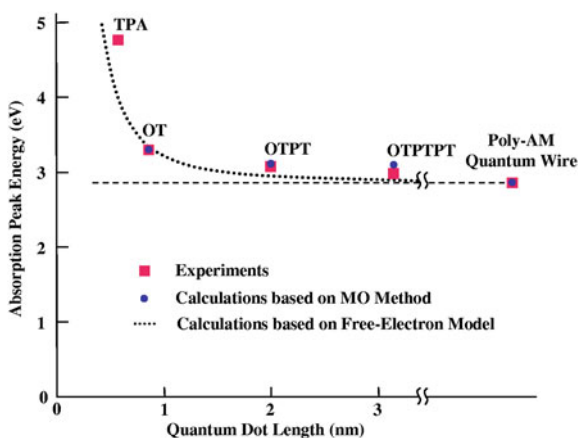 5
TPA
4
OT
OTPT
OTPTPT
Poly-AM
Quantum Wire
3
Absorption Peak Energy (eV)
2
Experiments
Calculations based on MO Method
1
Calculations based on Free-Electron Model
0
0
1
2
3
Quantum Dot Length (nm)